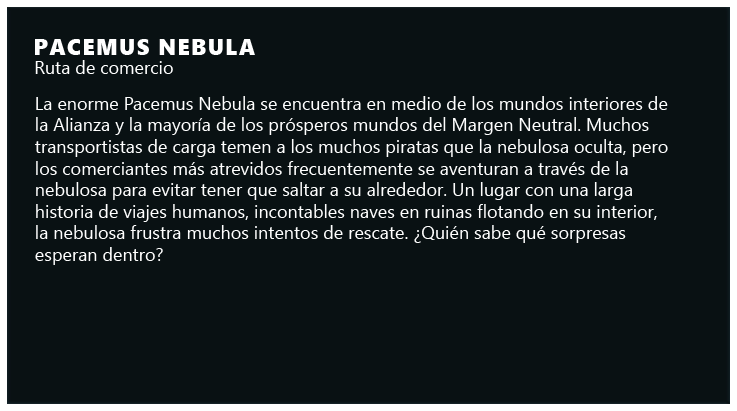 PACEMUS NEBULA
Ruta de comercio
La enorme Pacemus Nebula se encuentra en medio de los mundos interiores de
la Alianza y la mayoría de los prósperos mundos del Margen Neutral. Muchos
transportistas de carga temen a los muchos piratas que la nebulosa oculta, pero
los comerciantes más atrevidos frecuentemente se aventuran a través de la
nebulosa para evitar tener que saltar a su alrededor. Un lugar con una larga
historia de viajes humanos, incontables naves en ruinas flotando en su interior,
la nebulosa frustra muchos intentos de rescate. ¿Quién sabe qué sorpresas
esperan dentro?